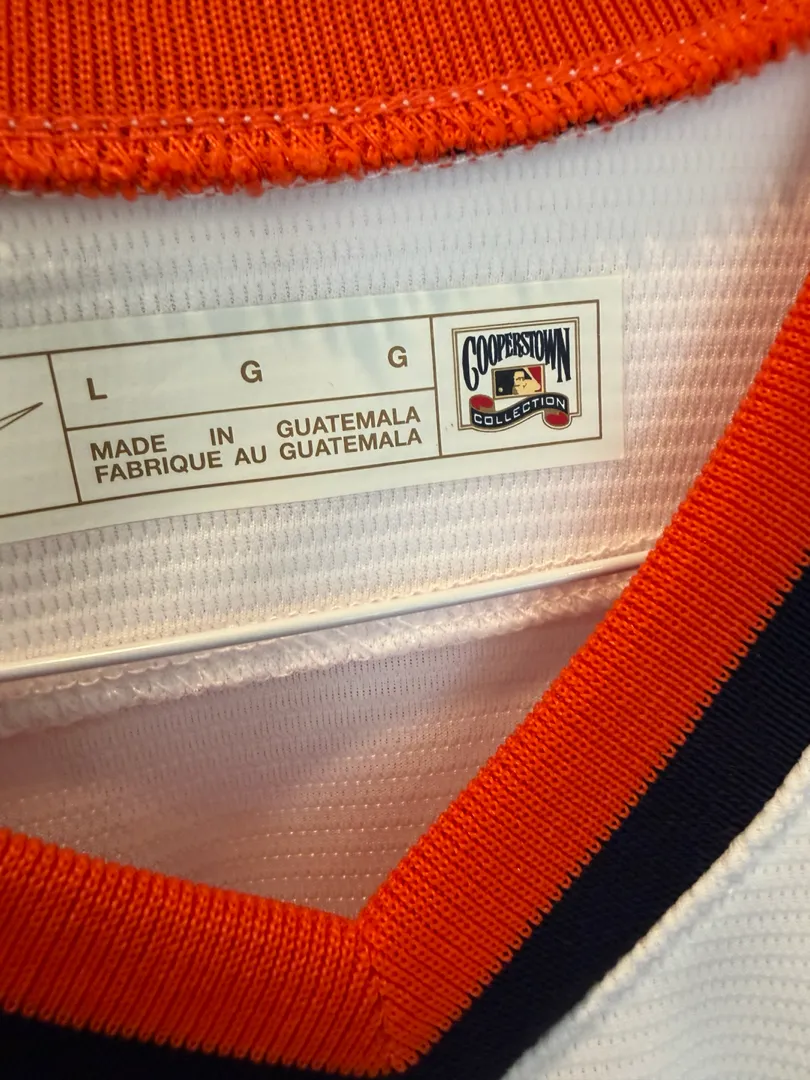 L G G
MADE IN GUATEMALA
FABRIQUE AU GUATEMALA
COOPERSTOWN
COLLECTION